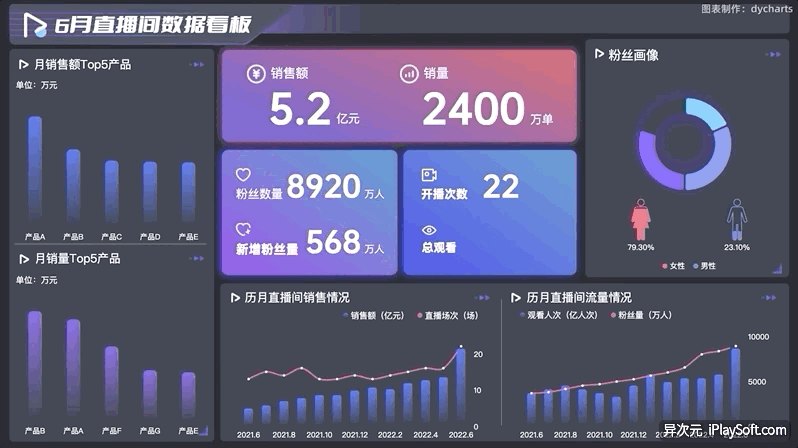 图表制作：dycharts
6月直播间数据看板
月销售额Top5产品
单位：万元
产品A 产品B 产品C 产品D 产品E
月销量Top5产品
单位：万元
产品B 产品A 产品F 产品G 产品E
¥ 销售额
5.2 亿元
销量
2400 万单
粉丝数量 8920 万人
新增粉丝量 568 万人
开播次数 22
总观看
粉丝画像
79.30% 23.10%
女性 男性
历月直播间销售情况
销售额（亿元） 直播场次（场）
20
10
0
2021.6 2021.8 2021.10 2021.12 2022.2 2022.4 2022.6
历月直播间流量情况
观看人次（亿人次） 粉丝量（万人）
10000
5000
2021.6 2021.8 2021.10 2021.12
异次元.iPlaySoft.com